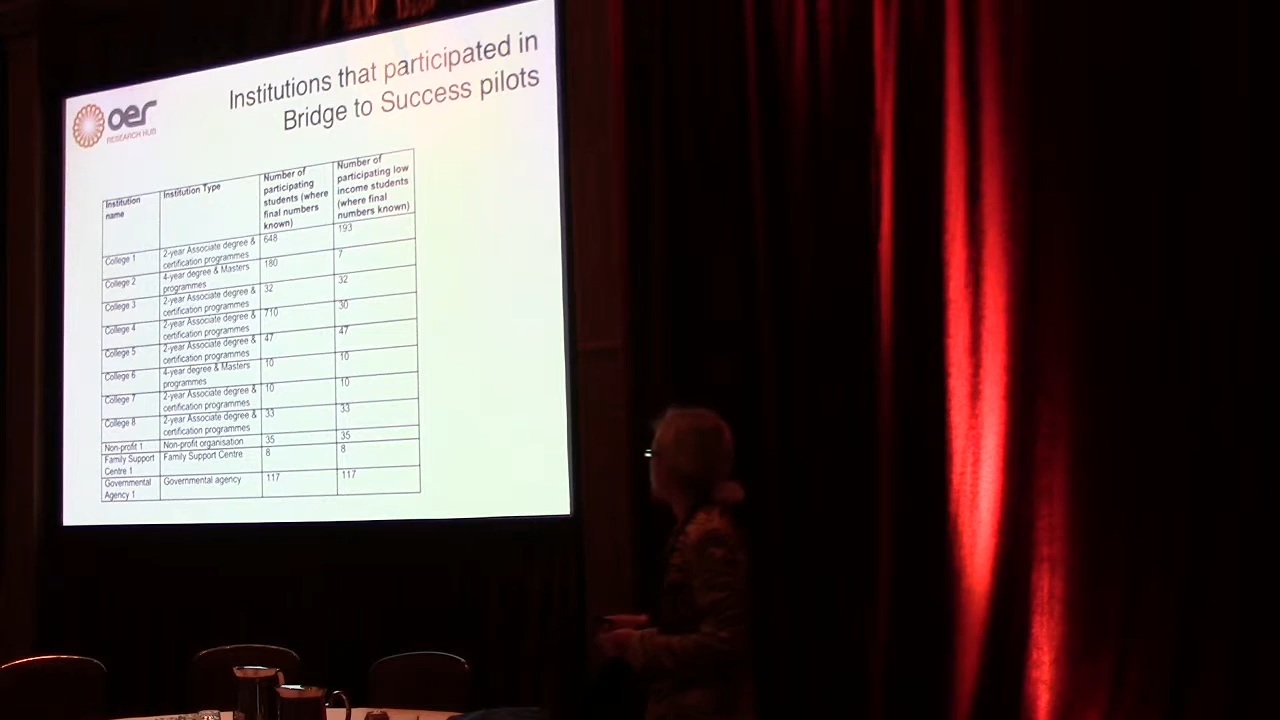 Institutions that participated in
Bridge to Success pilots
oer
RESEARCH HUB
Institution name | Institution Type | Number of participating students (where final numbers known) | Number of participating low income students (where final numbers known)
College 1 | 2-year Associate degree & certification programmes | 648 | 193
College 2 | 4-year degree & Masters programmes | 180 | 7
College 3 | 2-year Associate degree & certification programmes | 32 | 32
College 4 | 2-year Associate degree & certification programmes | 710 | 30
College 5 | 2-year Associate degree & certification programmes | 47 | 47
College 6 | 4-year degree & Masters programmes | 10 | 10
College 7 | 2-year Associate degree & certification programmes | 10 | 10
College 8 | 2-year Associate degree & certification programmes | 33 | 33
Non-profit 1 | Non-profit organisation | 35 | 35
Family Support Centre 1 | Family Support Centre | 8 | 8
Governmental Agency 1 | Governmental agency | 117 | 117